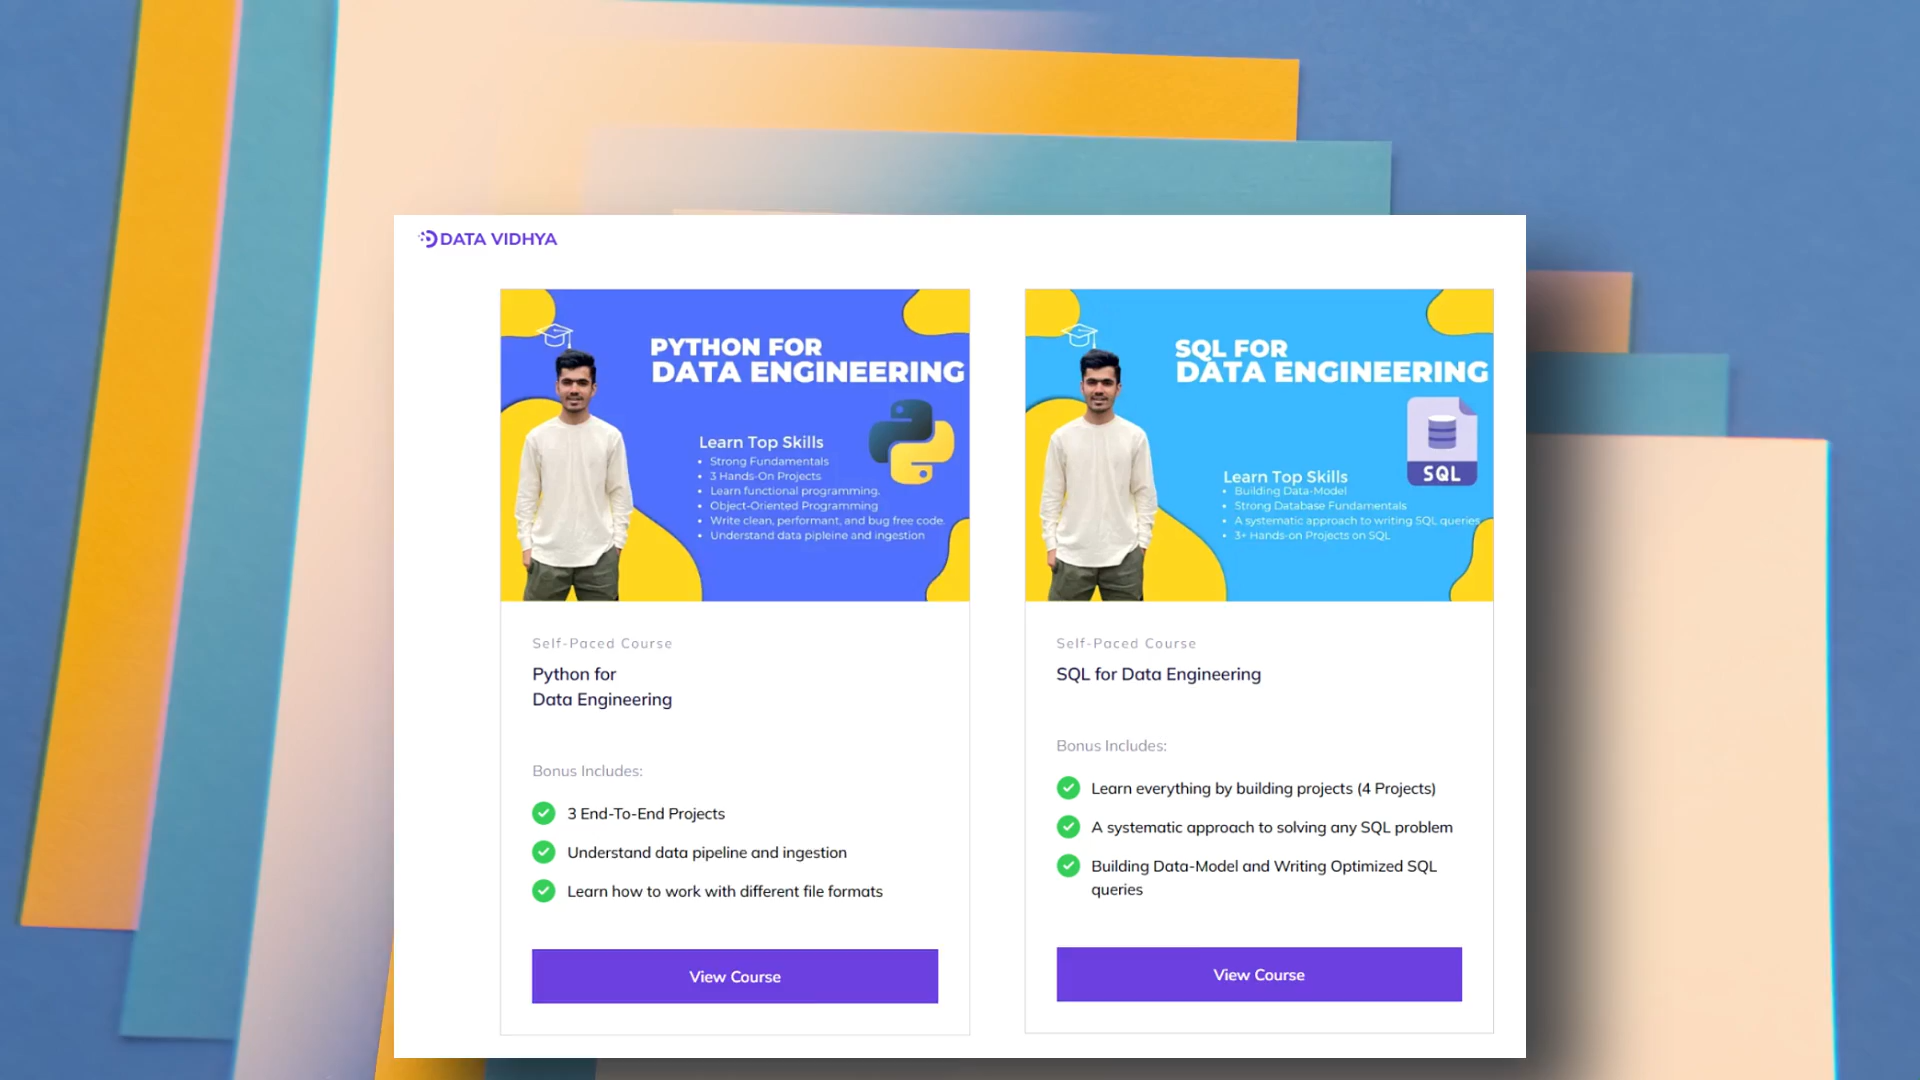 DATA VIDHYA
PYTHON FOR
DATA ENGINEERING
Learn Top Skills
• Strong Fundamentals
• 3 Hands-On Projects
• Learn functional programming.
• Object-Oriented Programming
• Write clean, performant, and bug free code.
• Understand data pipleine and ingestion
Self-Paced Course
Python for
Data Engineering
Bonus Includes:
3 End-To-End Projects
Understand data pipeline and ingestion
Learn how to work with different file formats
View Course
SQL FOR
DATA ENGINEERING
SQL
Learn Top Skills
• Building Data-Model
• Strong Database Fundamentals
• A systematic approach to writing SQL queries
• 3+ Hands-on Projects on SQL
Self-Paced Course
SQL for Data Engineering
Bonus Includes:
Learn everything by building projects (4 Projects)
A systematic approach to solving any SQL problem
Building Data-Model and Writing Optimized SQL
queries
View Course